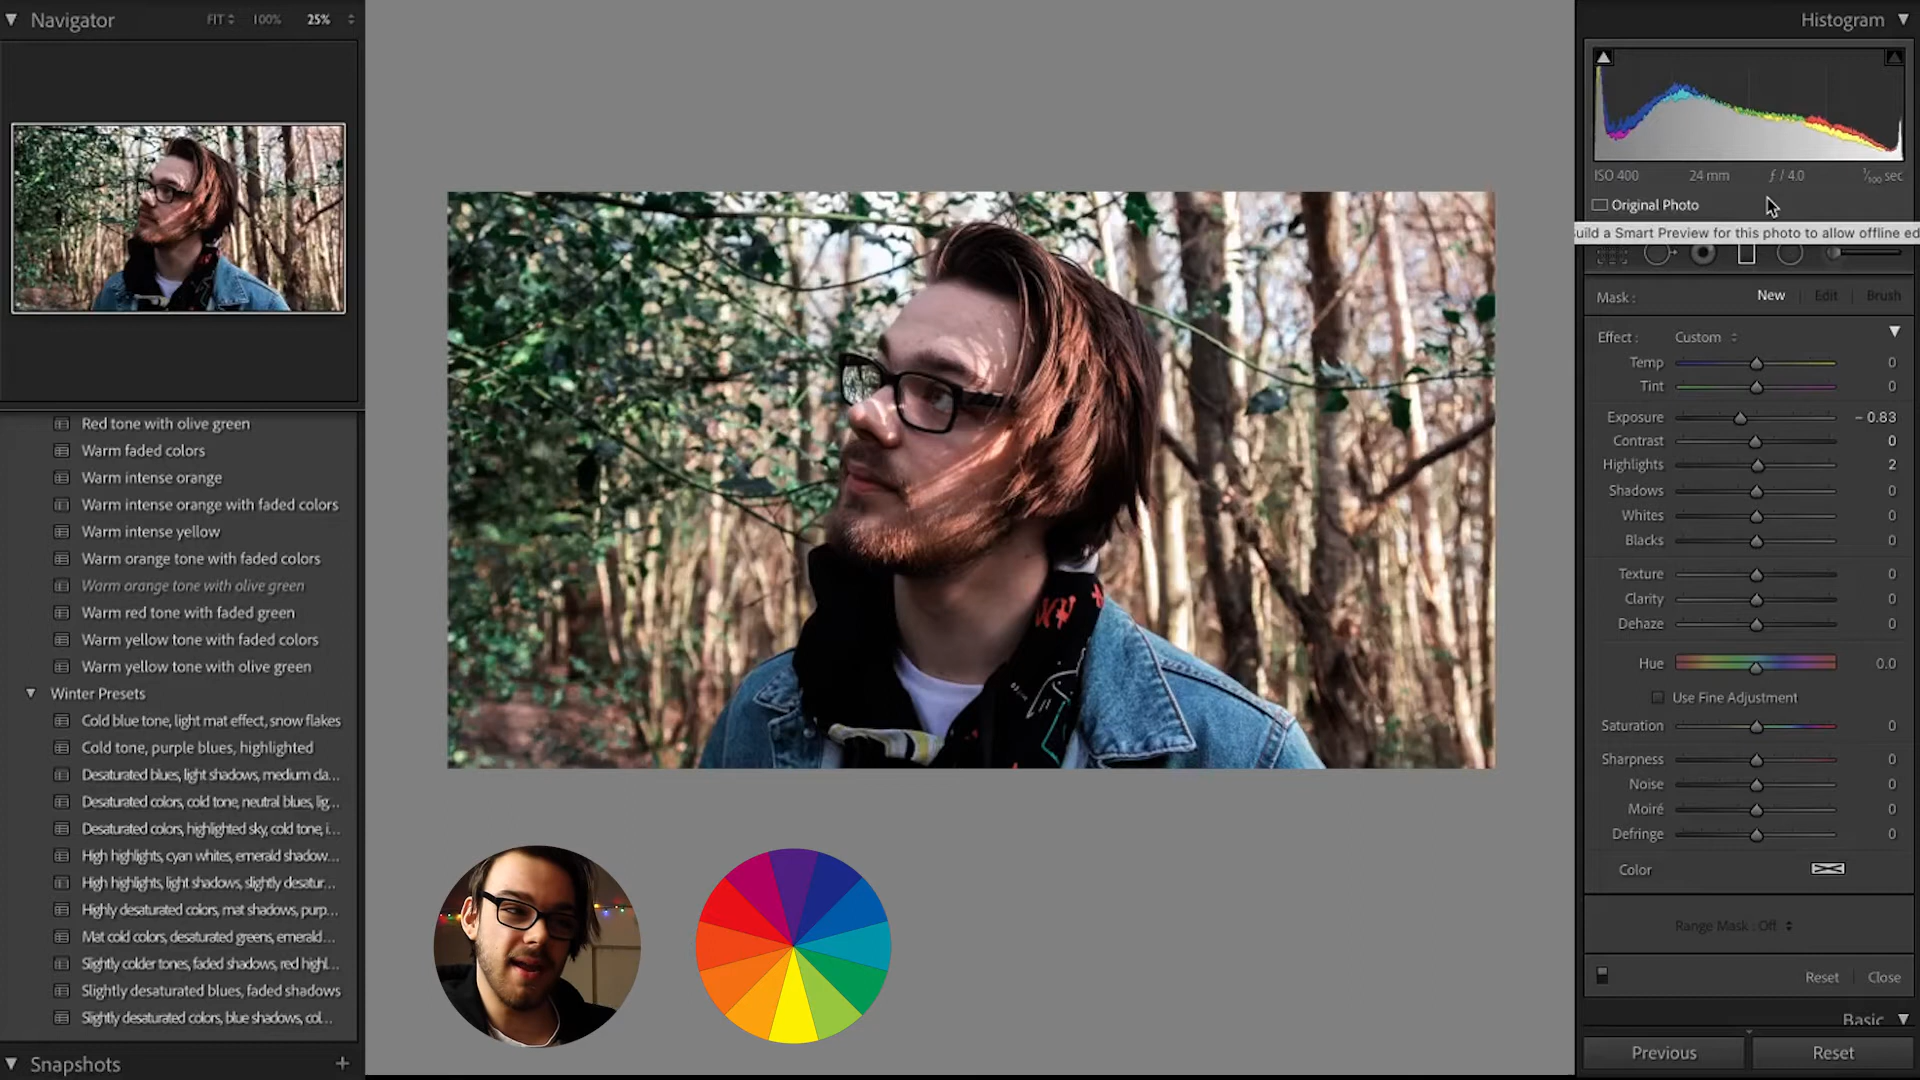 Navigator
FIT 100% 25%
Red tone with olive green
Warm faded colors
Warm intense orange
Warm intense orange with faded colors
Warm intense yellow
Warm orange tone with faded colors
Warm orange tone with olive green
Warm red tone with faded green
Warm yellow tone with faded colors
Warm yellow tone with olive green
Winter Presets
Cold blue tone, light mat effect, snow flakes
Cold tone, purple blues, highlighted
Desaturated blues, light shadows, medium cla...
Desaturated colors, cold tone, neutral blues, lig...
Desaturated colors, highlighted sky, cold tone, i...
High highlights, cyan whites, emerald shadow...
High highlights, light shadows, slightly desatur...
Highly desaturated colors, mat shadows, purp...
Mat cold colors, desaturated greens, emerald...
Slightly colder tones, faded shadows, red highl...
Slightly desaturated blues, faded shadows
Slightly desaturated colors, blue shadows, col...
Snapshots +
Histogram
ISO 400 24 mm ƒ / 4.0 1/100 sec
Original Photo
uild a Smart Preview for this photo to allow offline ed
Mask : New Edit Brush
Effect : Custom
Temp 0
Tint 0
Exposure – 0.83
Contrast 0
Highlights 2
Shadows 0
Whites 0
Blacks 0
Texture 0
Clarity 0
Dehaze 0
Hue 0.0
Use Fine Adjustment
Saturation 0
Sharpness 0
Noise 0
Moiré 0
Defringe 0
Color
Range Mask : Off
Reset Close
Basic
Previous Reset